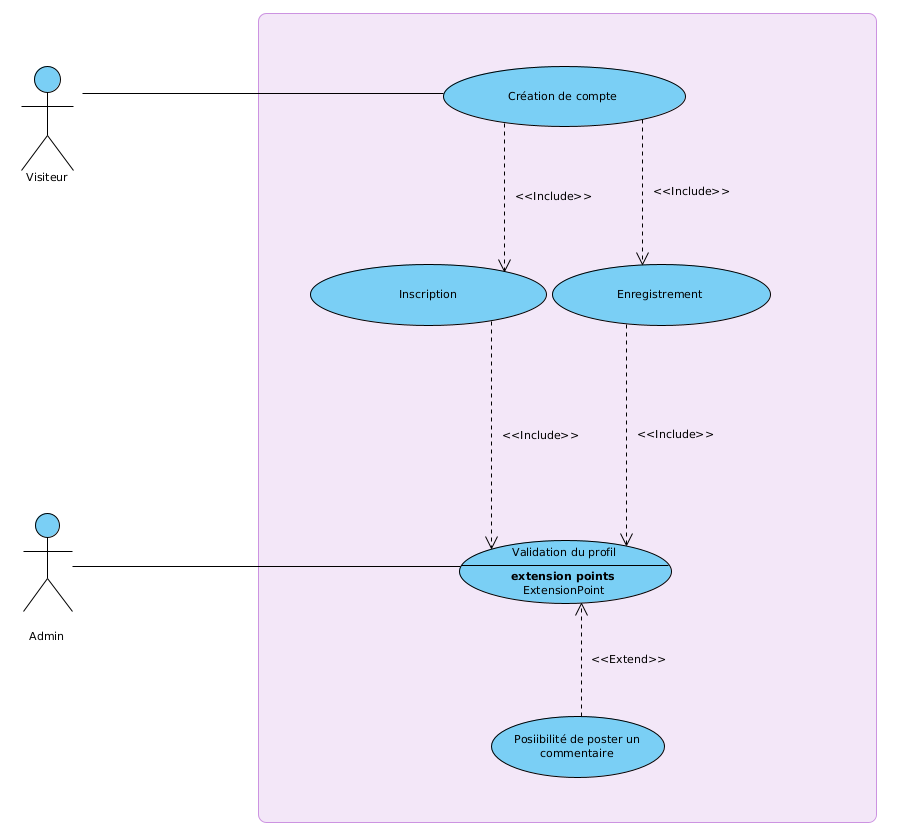 Création de compte
Visiteur
<<Include>>
<<Include>>
Inscription
Enregistrement
<<Include>>
<<Include>>
Validation du profil
extension points
ExtensionPoint
Admin
<<Extend>>
Posiibilité de poster un
commentaire